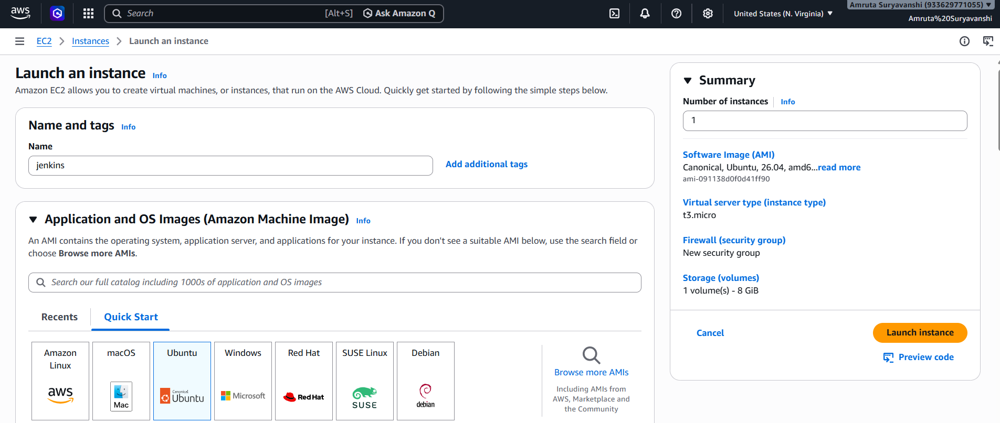 aws
Search
[Alt+S]
Ask Amazon Q
United States (N. Virginia)
Amruta Suryavanshi (933629771055)
Amruta%20Suryavanshi
EC2
Instances
Launch an instance
Launch an instance Info
Amazon EC2 allows you to create virtual machines, or instances, that run on the AWS Cloud. Quickly get started by following the simple steps below.
Name and tags Info
Name
jenkins
Add additional tags
Application and OS Images (Amazon Machine Image) Info
An AMI contains the operating system, application server, and applications for your instance. If you don't see a suitable AMI below, use the search field or
choose Browse more AMIs.
Search our full catalog including 1000s of application and OS images
Recents
Quick Start
Amazon
Linux
aws
macOS
Mac
Ubuntu
Canonical
Ubuntu
Windows
Microsoft
Red Hat
Red Hat
SUSE Linux
SUSE
Debian
debian
Browse more AMIs
Including AMIs from
AWS, Marketplace and
the Community
Summary
Number of instances Info
1
Software Image (AMI)
Canonical, Ubuntu, 26.04, amd6...read more
ami-091138d0f0d41ff90
Virtual server type (instance type)
t3.micro
Firewall (security group)
New security group
Storage (volumes)
1 volume(s) - 8 GiB
Cancel
Launch instance
Preview code